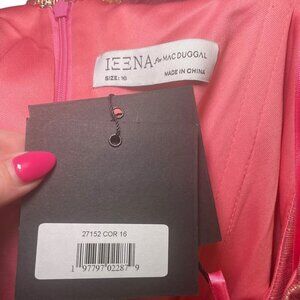 IEENA for MAC DUGGAL
SIZE: 16
MADE IN CHINA
27152 COR 16
1 97797 02287 9